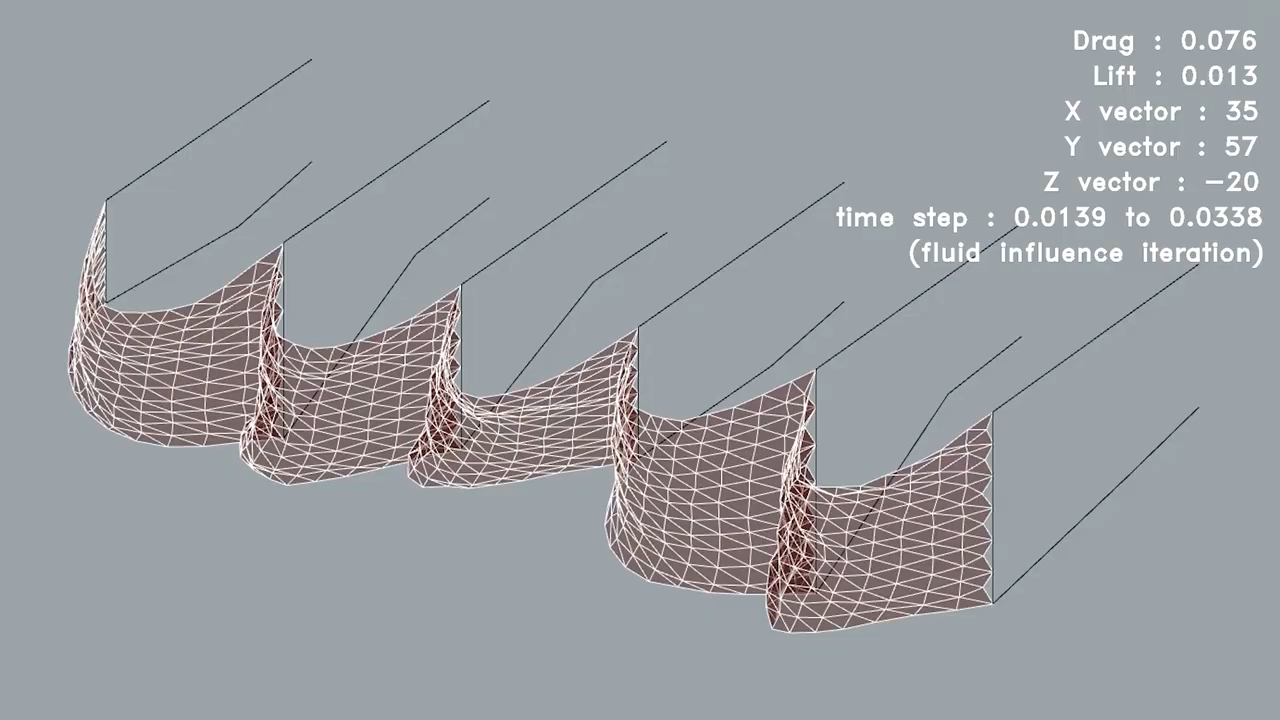 Drag : 0.076
Lift : 0.013
X vector : 35
Y vector : 57
Z vector : −20
time step : 0.0139 to 0.0338
(fluid influence iteration)